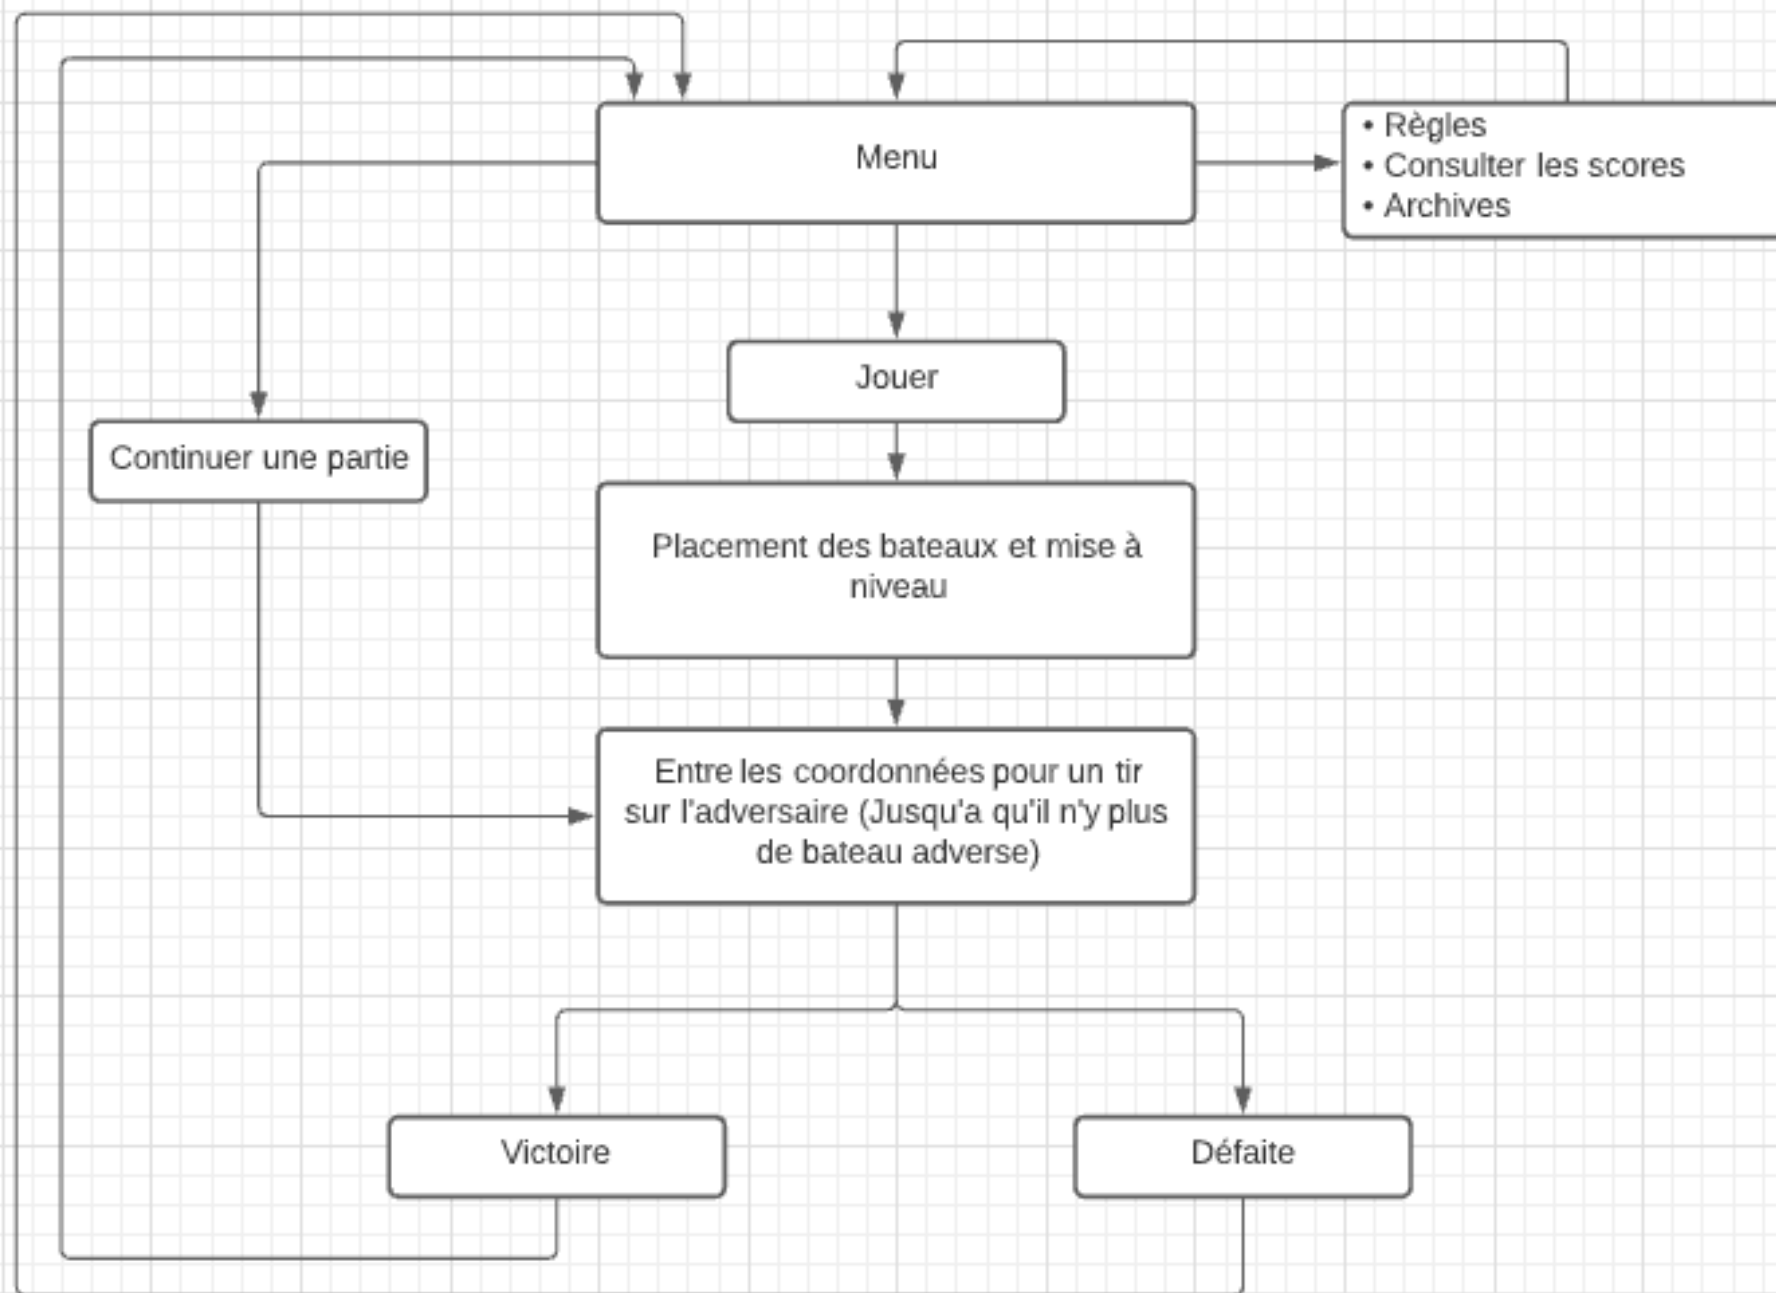 Menu
• Règles
• Consulter les scores
• Archives
Jouer
Continuer une partie
Placement des bateaux et mise à
niveau
Entre les coordonnées pour un tir
sur l'adversaire (Jusqu'a qu'il n'y plus
de bateau adverse)
Victoire
Défaite